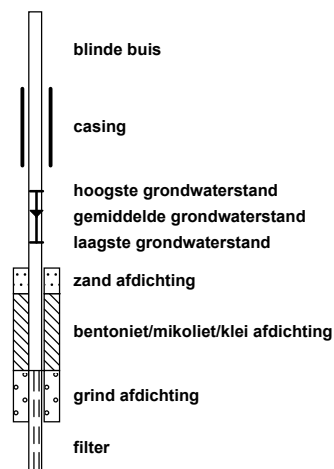 blinde buis
casing
hoogste grondwaterstand
gemiddelde grondwaterstand
laagste grondwaterstand
zand afdichting
bentoniet/mikoliet/klei afdichting
grind afdichting
filter